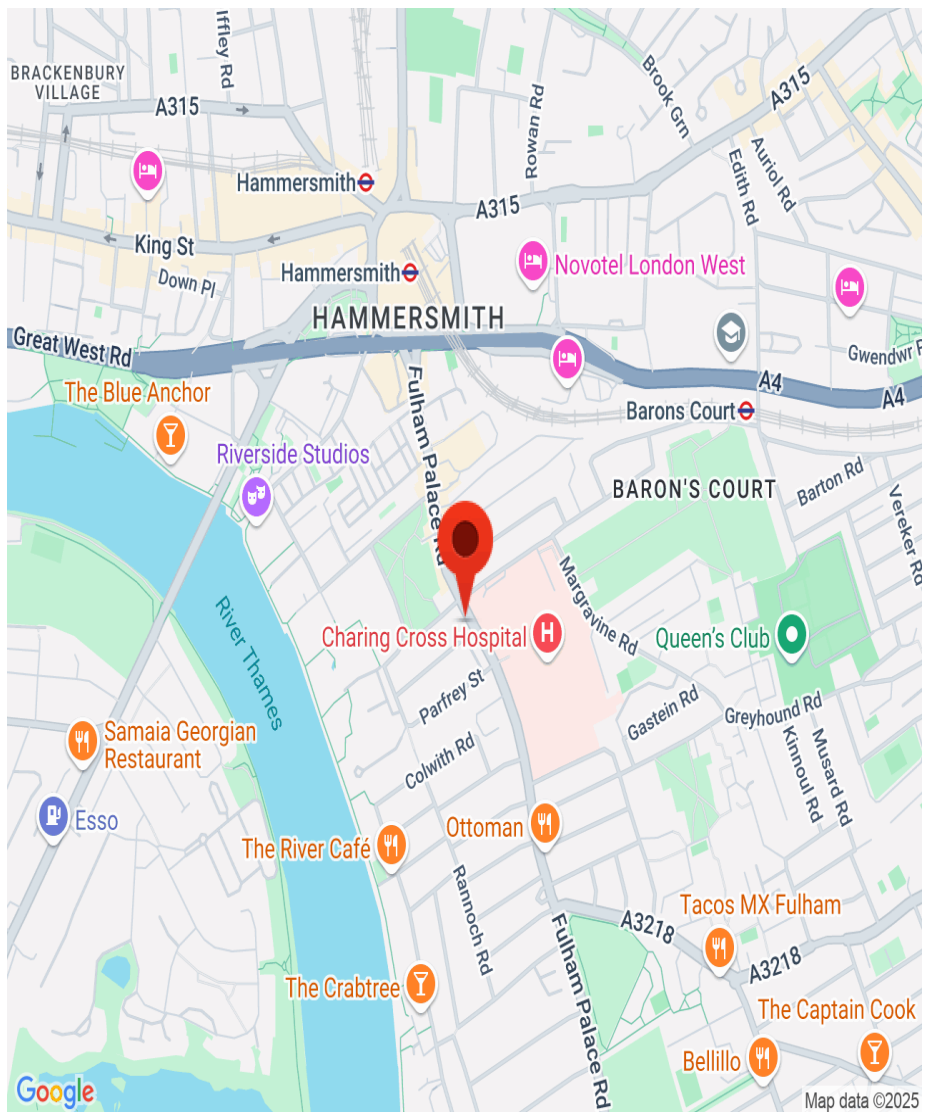 Iffley Rd
BRACKENBURY
VILLAGE
A315
Rowan Rd
Brook Grn
A315
Auriol Rd
Edith Rd
Hammersmith
A315
King St
Down Pl
Hammersmith
Novotel London West
HAMMERSMITH
Great West Rd
Gwendwr
The Blue Anchor
A4
A4
Fulham Palace Rd
Barons Court
Riverside Studios
BARON'S COURT
Barton Rd
Vereker Rd
River Thames
Margravine Rd
Charing Cross Hospital
H
Queen's Club
Parfrey St
Gastein Rd
Greyhound Rd
Samaia Georgian
Restaurant
Colwith Rd
Kinnoul Rd
Musard Rd
Esso
Ottoman
The River Café
Rannoch Rd
Tacos MX Fulham
A3218
Fulham Palace Rd
A3218
The Crabtree
The Captain Cook
Bellillo
Google
Map data ©2025